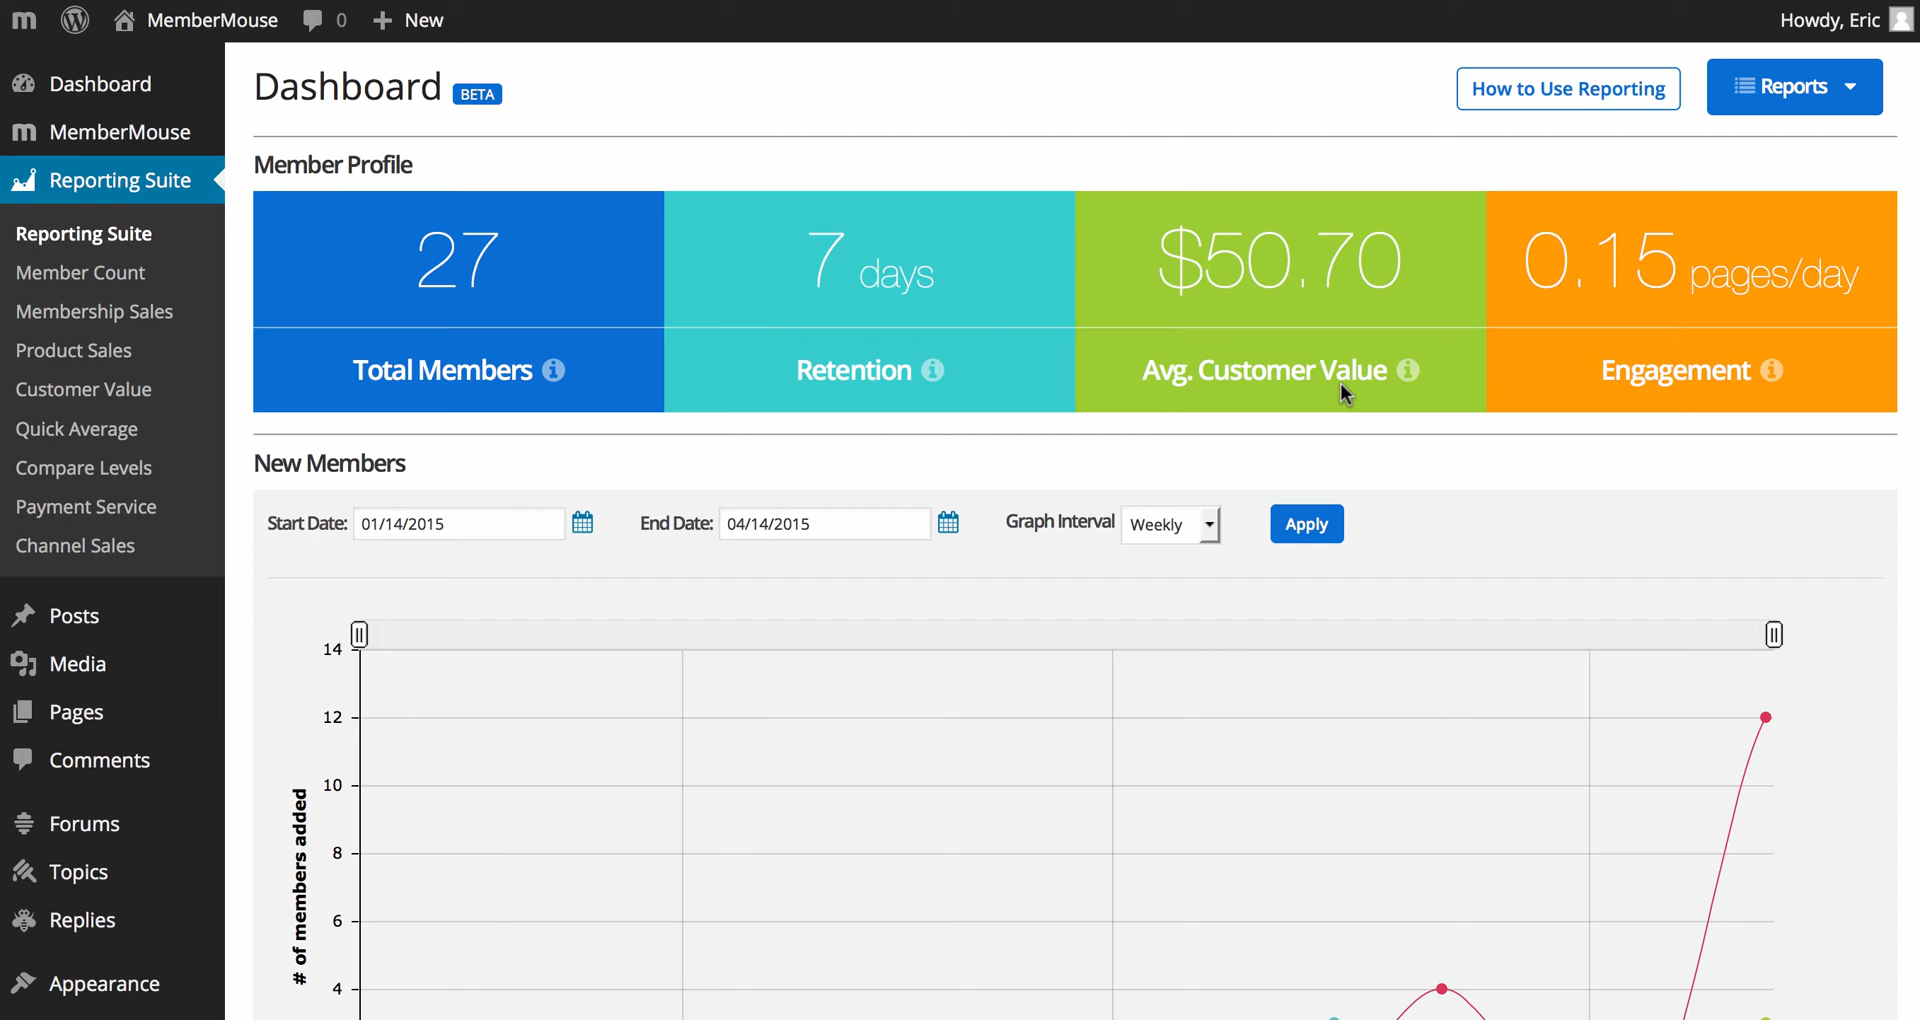 MemberMouse 0 New
Howdy, Eric
Dashboard
MemberMouse
Reporting Suite
Reporting Suite
Member Count
Membership Sales
Product Sales
Customer Value
Quick Average
Compare Levels
Payment Service
Channel Sales
Posts
Media
Pages
Comments
Forums
Topics
Replies
Appearance
Dashboard BETA
How to Use Reporting
Reports
Member Profile
27
Total Members
7 days
Retention
$50.70
Avg. Customer Value
0.15 pages/day
Engagement
New Members
Start Date: 01/14/2015 End Date: 04/14/2015 Graph Interval Weekly Apply
# of members added
14
12
10
8
6
4